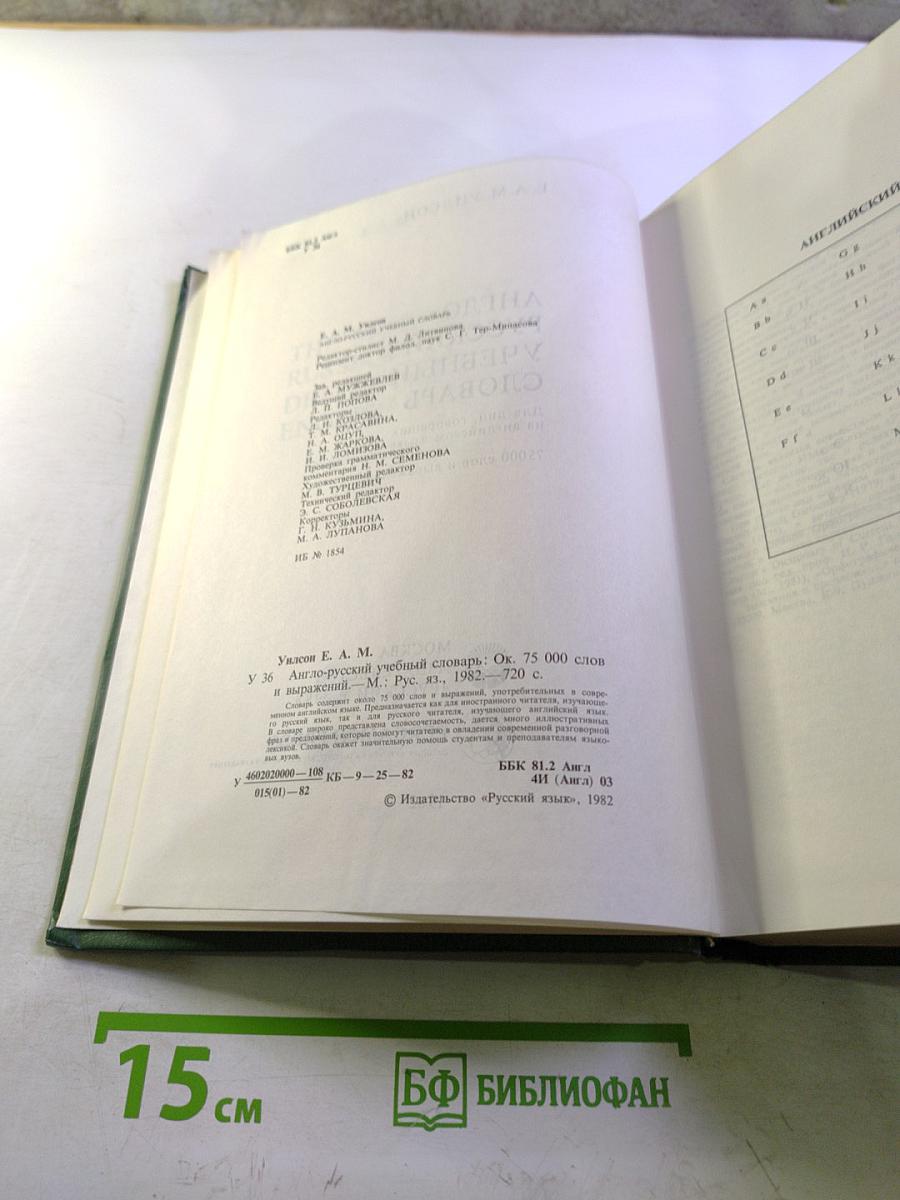 ББК 81.2 Англ
У 36
Е. А. М. Уилсон
АНГЛО-РУССКИЙ УЧЕБНЫЙ СЛОВАРЬ
Редактор-стилист М. Д. Литвинова
Рецензент доктор филол. наук С. Г. Тер-Минасова
Зав. редакцией
Е. А. МУЖЖЕВЛЕВ
Ведущий редактор
Л. П. ПОПОВА
Редакторы
Л. И. КОЗЛОВА,
Т. М. КРАСАВИНА,
Н. А. ОЦУП,
Е. М. ЖАРКОВА,
И. И. ЛОМИЗОВА
Проверка грамматического
комментария Н. М. СЕМЕНОВА
Художественный редактор
М. В. ТУРЦЕВИЧ
Технический редактор
Э. С. СОБОЛЕВСКАЯ
Корректоры
Г. Н. КУЗЬМИНА,
М. А. ЛУПАНОВА
ИБ № 1854
Уилсон Е. А. М.
У 36 Англо-русский учебный словарь: Ок. 75 000 слов
и выражений.— М.: Рус. яз., 1982.—720 с.
Словарь содержит около 75 000 слов и выражений, употребительных в совре-
менном английском языке. Предназначается как для иностранного читателя, изучающе-
го русский язык, так и для русского читателя, изучающего английский язык.
В словаре широко представлена словосочетаемость, дается много иллюстративных
фраз и предложений, которые помогут читателю в овладении современной разговорной
лексикой. Словарь окажет значительную помощь студентам и преподавателям языко-
вых вузов.
У 4602020000—108 КБ—9—25—82
015(01)—82
ББК 81.2 Англ
4И (Англ) 03
© Издательство «Русский язык», 1982
АНГЛИЙСКИЙ
A a
B b
C c
D d
E e
F f
G g
H h
I i
J j
K k
15 см
БФ БИБЛИОФАН